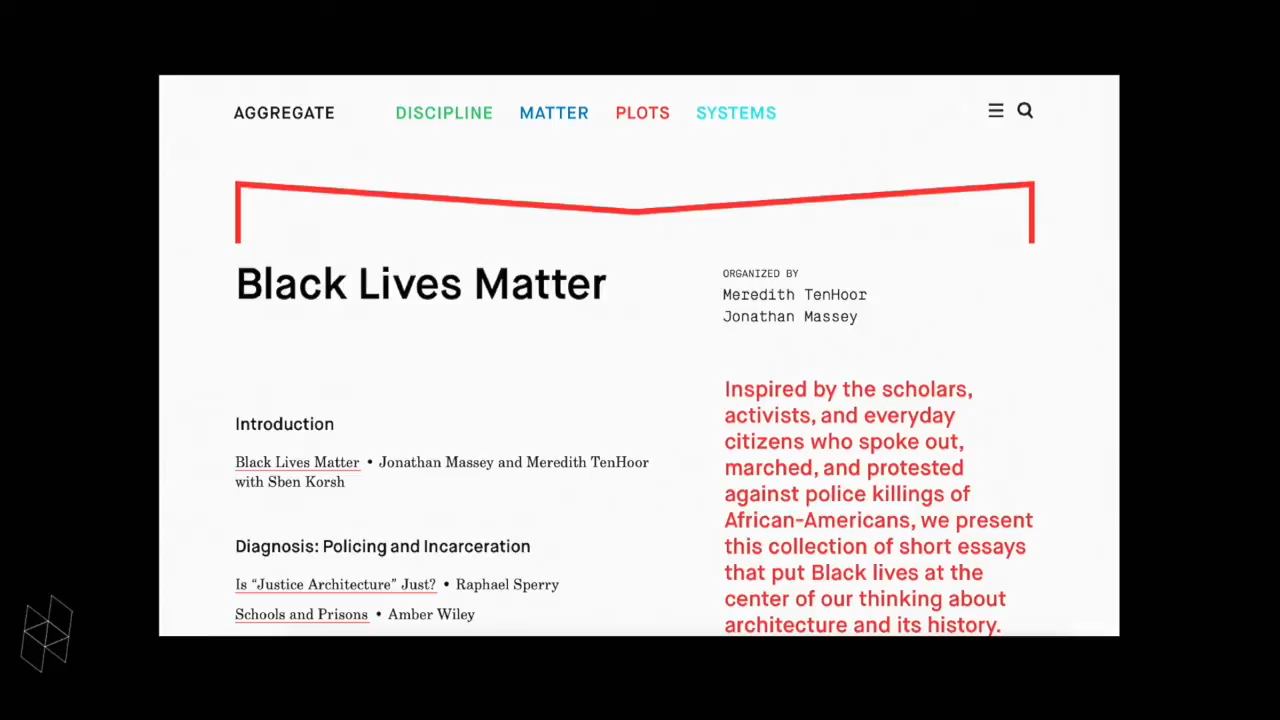 AGGREGATE DISCIPLINE MATTER PLOTS SYSTEMS
Black Lives Matter
ORGANIZED BY
Meredith TenHoor
Jonathan Massey
Introduction
Black Lives Matter • Jonathan Massey and Meredith TenHoor
with Sben Korsh
Diagnosis: Policing and Incarceration
Is “Justice Architecture” Just? • Raphael Sperry
Schools and Prisons • Amber Wiley
Inspired by the scholars,
activists, and everyday
citizens who spoke out,
marched, and protested
against police killings of
African-Americans, we present
this collection of short essays
that put Black lives at the
center of our thinking about
architecture and its history.